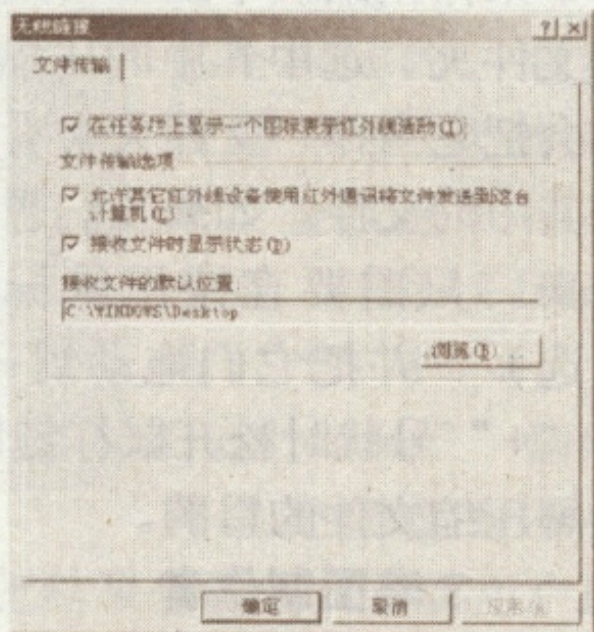 无线链接
文件传输
在任务栏上显示一个图标表示红外线活动(I)
文件传输选项
允许其它红外线设备使用红外通讯将文件发送到这台
计算机(L)
接收文件时显示状态(D)
接收文件的默认位置:
C:\WINDOWS\Desktop
浏览(B)...
确定
取消
应用(A)